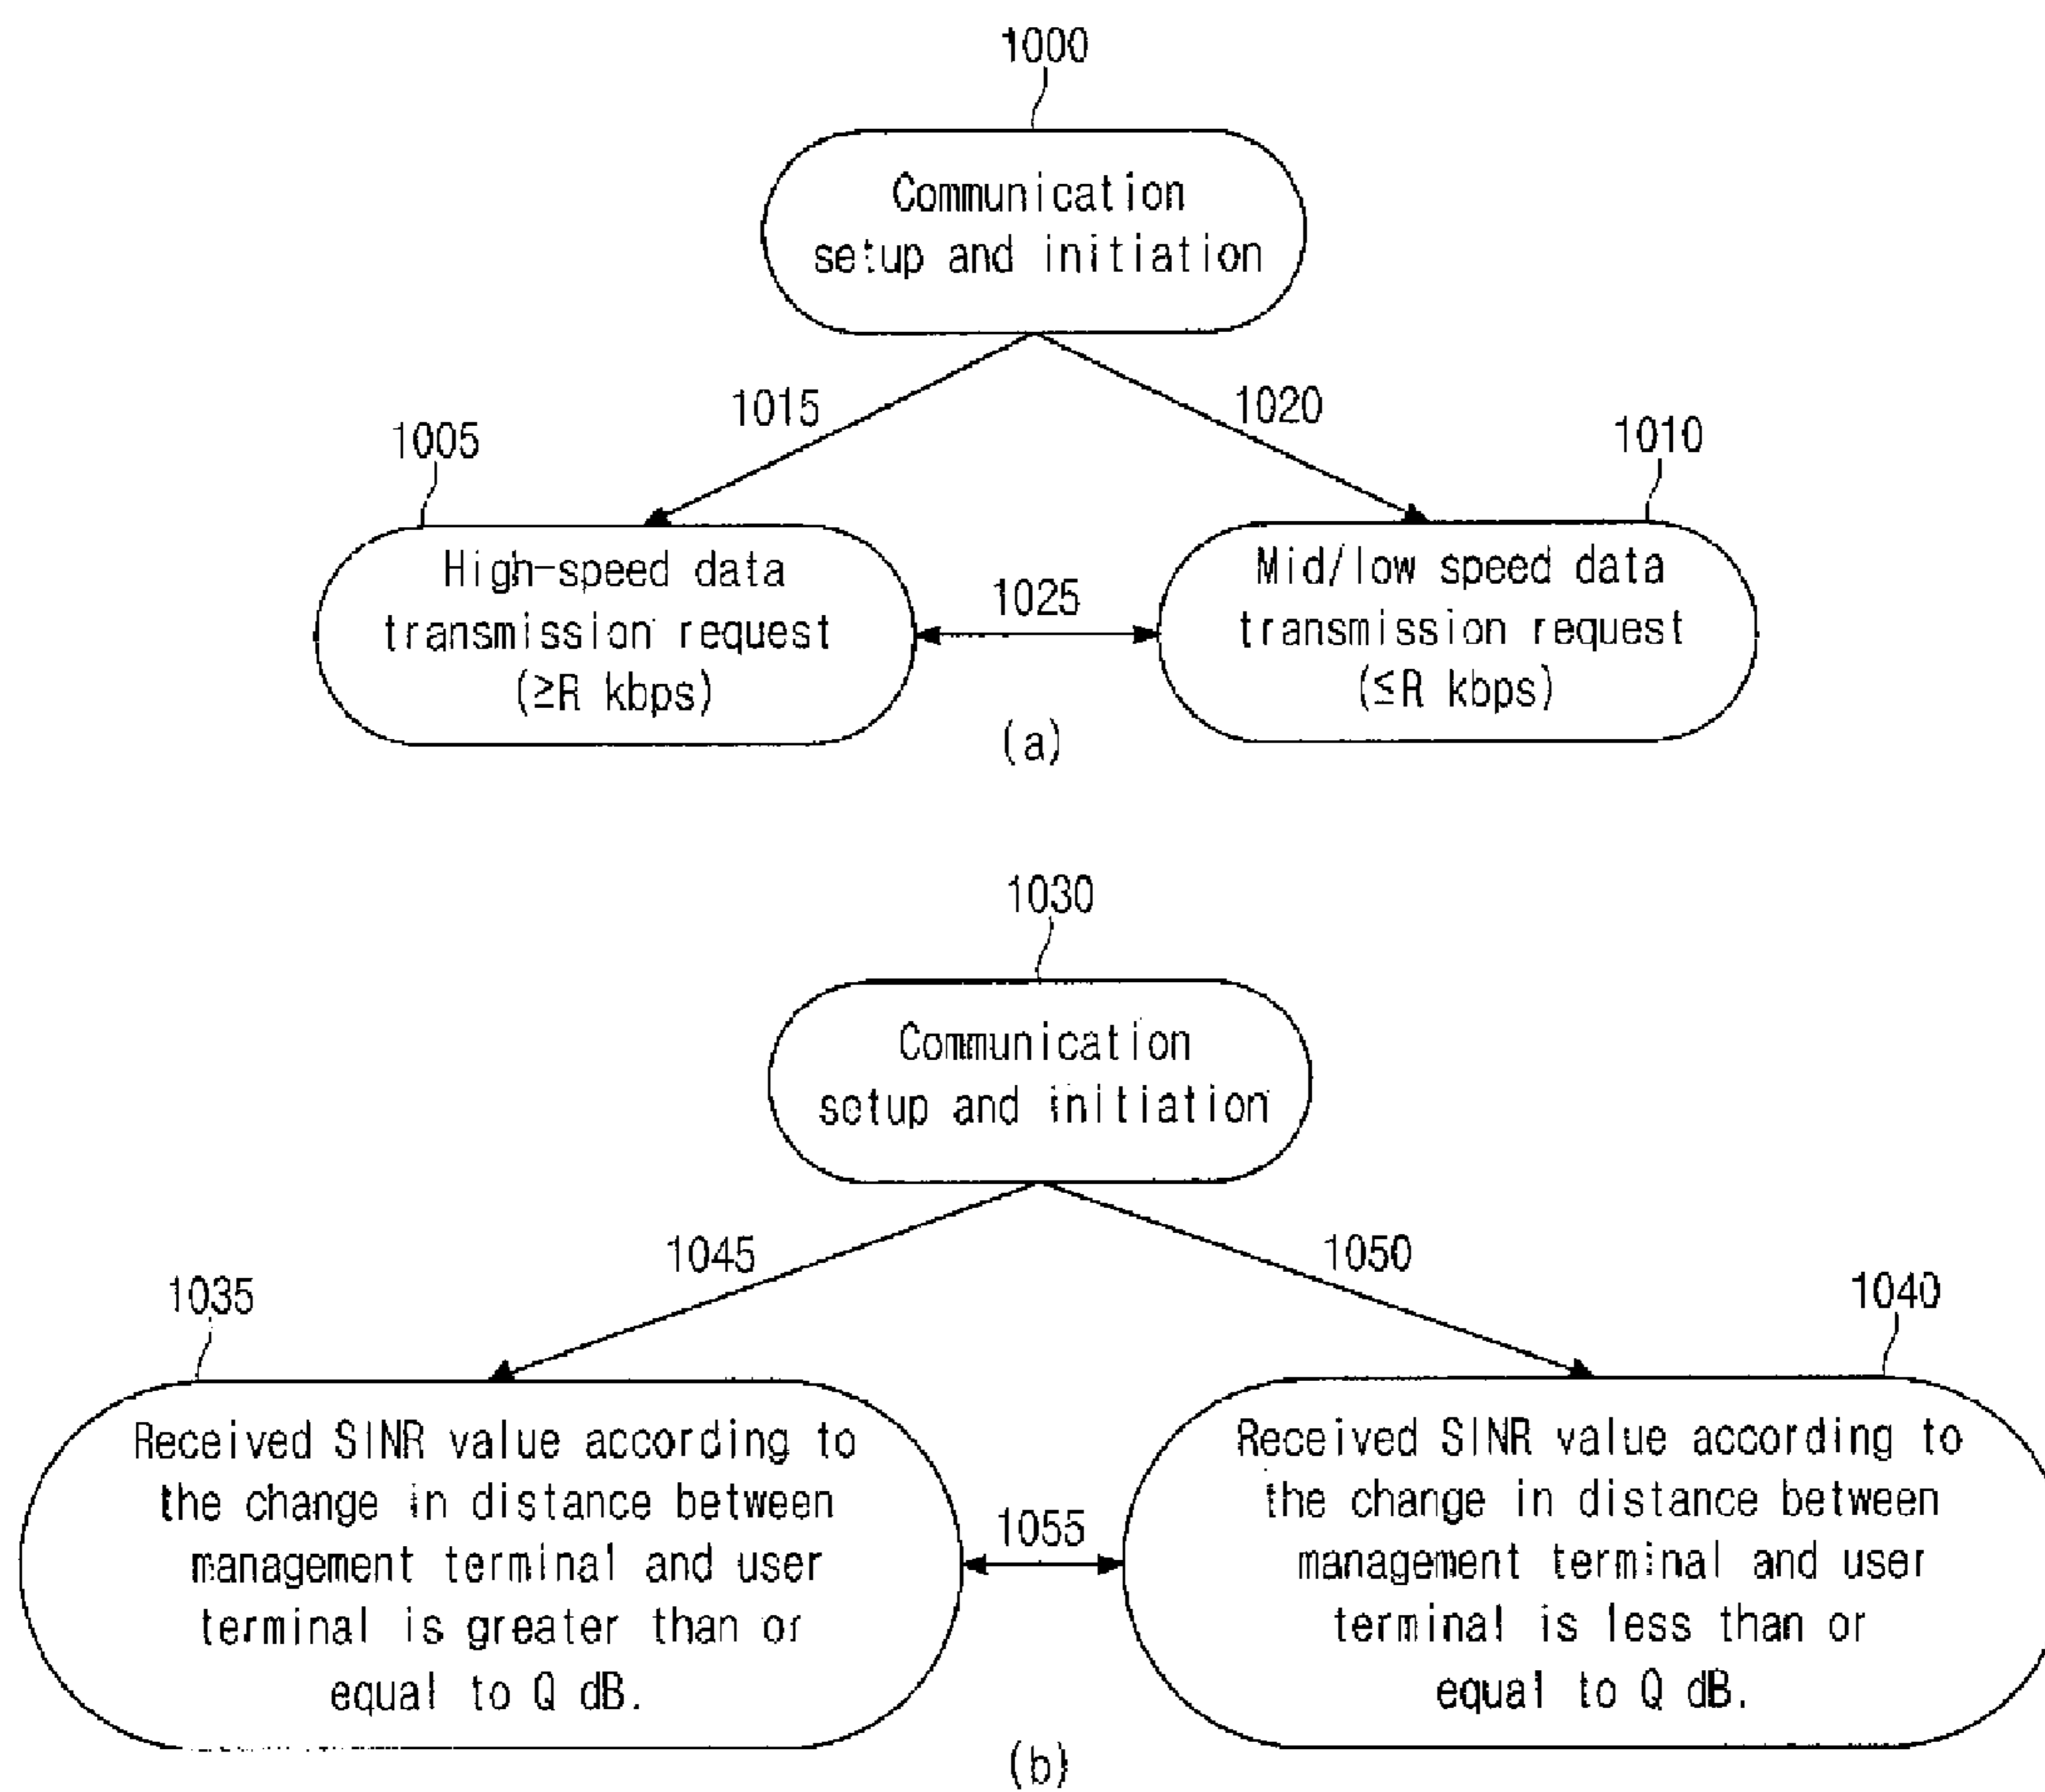 1000
Communication
setup and initiation
1015
1020
1005
1010
High-speed data
transmission request
(≥R kbps)
1025
Mid/low speed data
transmission request
(≤R kbps)
(a)
1030
Communication
setup and initiation
1045
1050
1035
1040
Received SINR value according to
the change in distance between
management terminal and user
terminal is greater than or
equal to Q dB.
1055
Received SINR value according to
the change in distance between
management terminal and user
terminal is less than or
equal to Q dB.
(b)